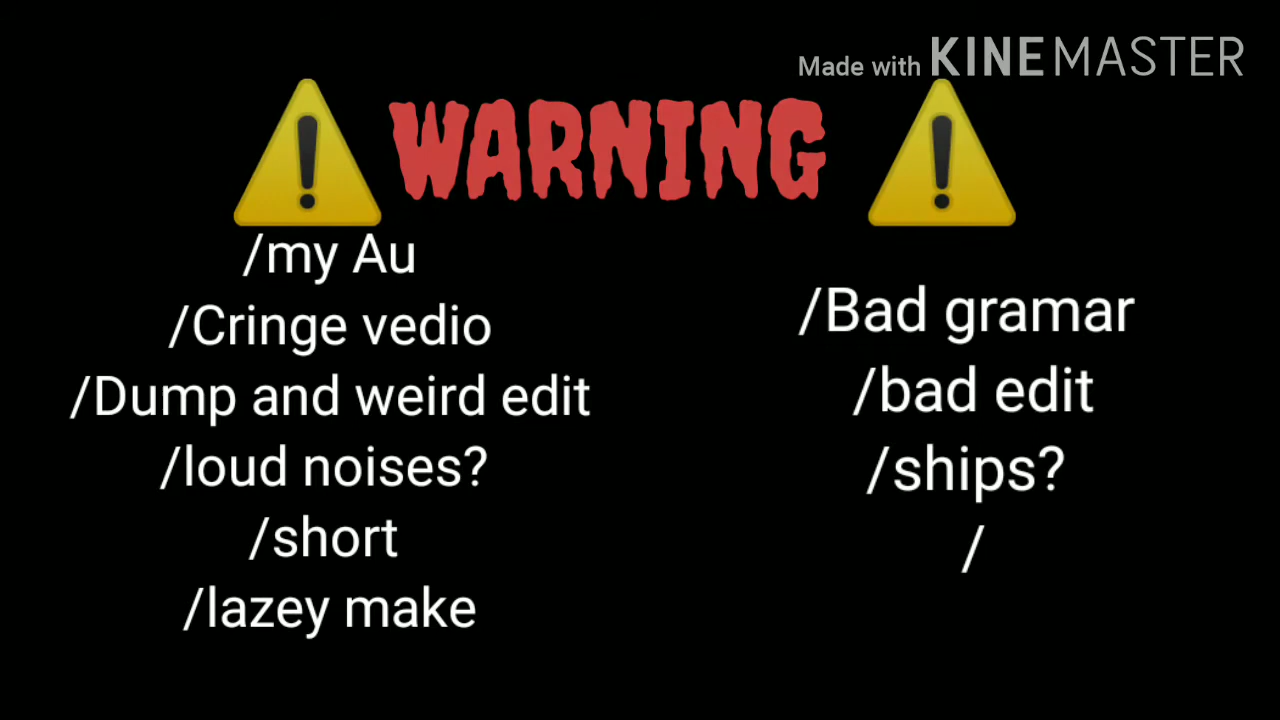 Made with KINEMASTER
WARNING
/my Au
/Cringe vedio
/Dump and weird edit
/loud noises?
/short
/lazey make
/Bad gramar
/bad edit
/ships?
/